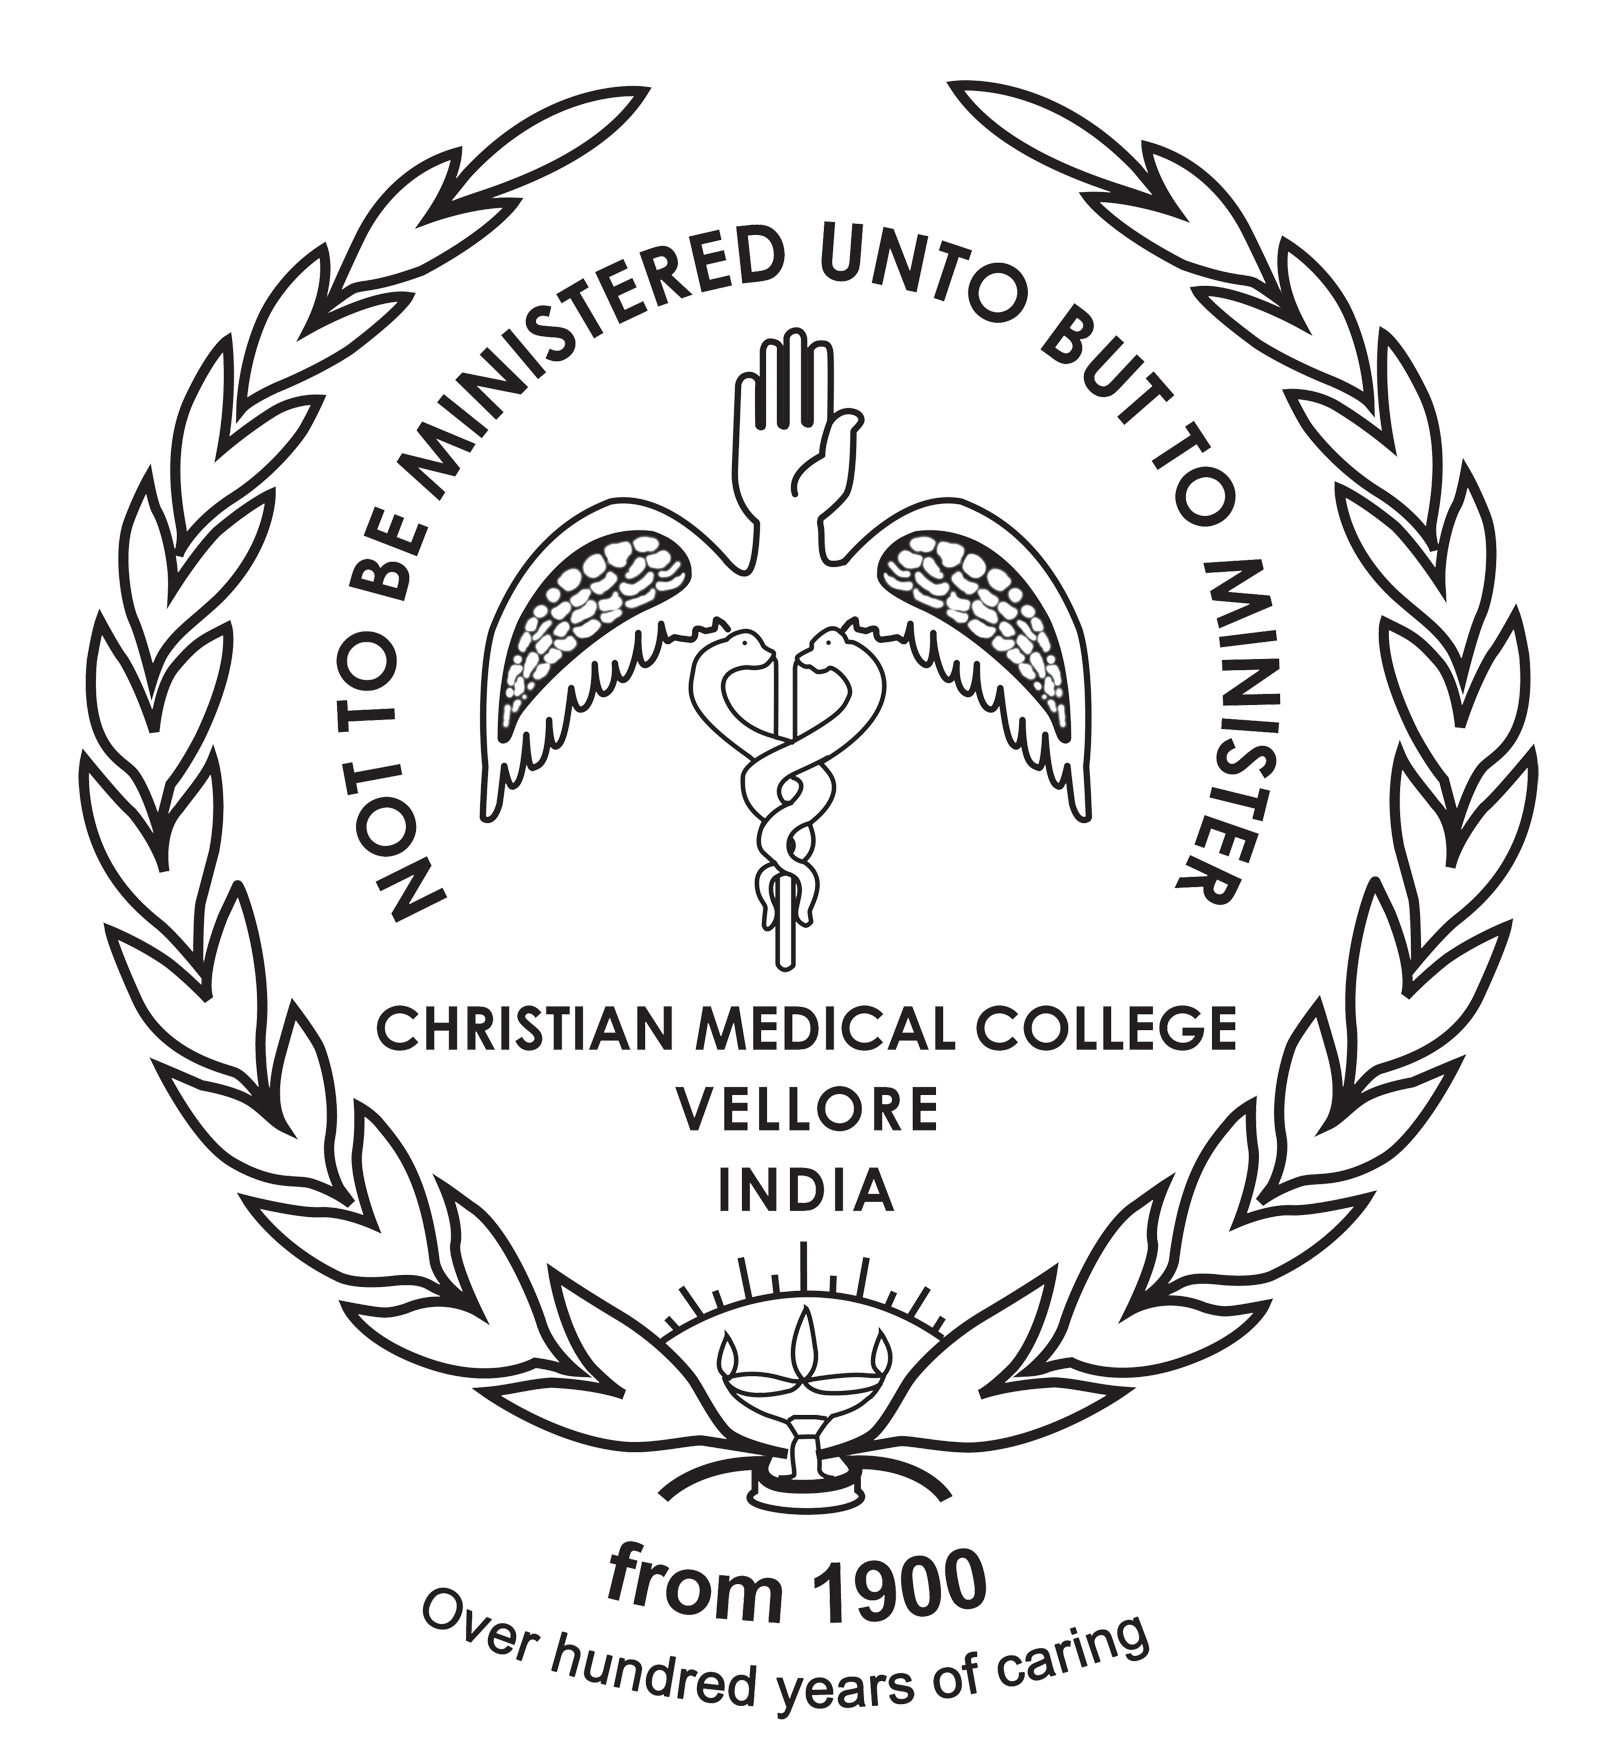 NOT TO BE MINISTERED UNTO BUT TO MINISTER
CHRISTIAN MEDICAL COLLEGE
VELLORE
INDIA
from 1900
Over hundred years of caring